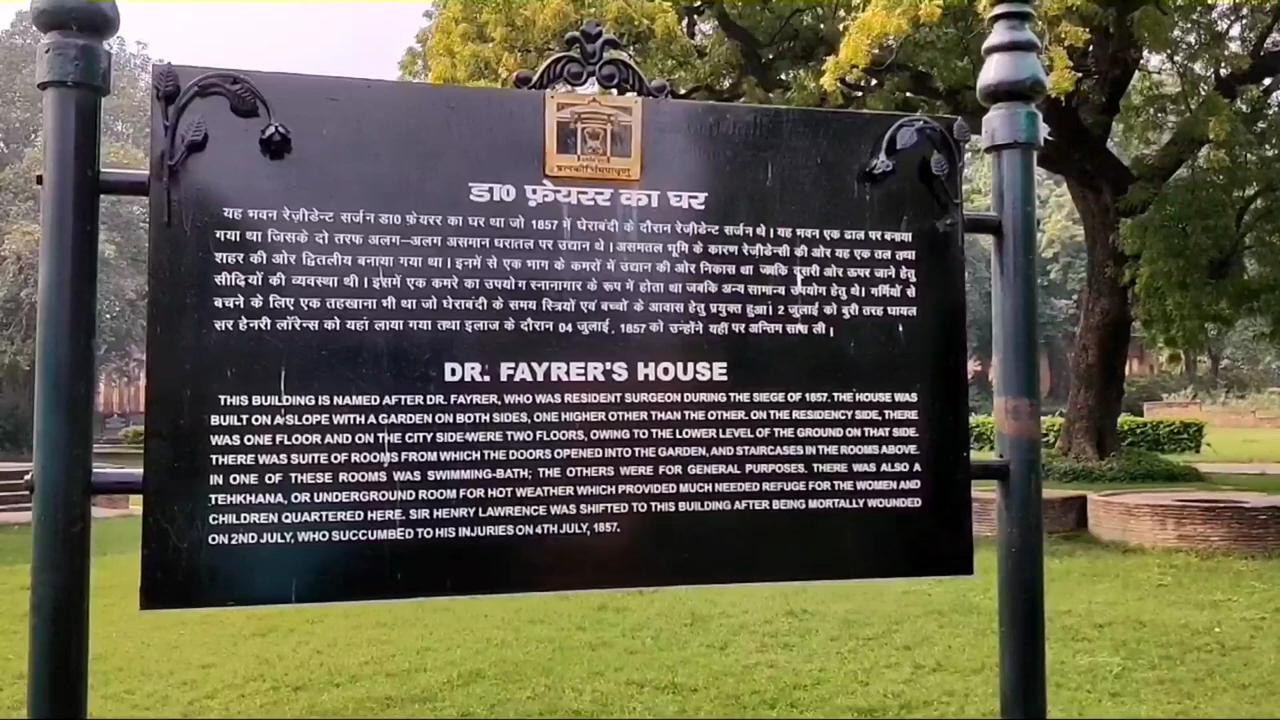 प्रत्नकीर्तिमपावृणु
डा0 फ़ेयरर का घर
यह भवन रेज़ीडेन्ट सर्जन डा0 फ़ेयरर का घर था जो 1857 में घेराबंदी के दौरान रेज़ीडेन्ट सर्जन थे। यह भवन एक ढाल पर बनाया
गया था जिसके दो तरफ अलग–अलग असमान घरातल पर उद्यान थे। असमतल भूमि के कारण रेज़ीडेन्सी की ओर यह एक तल तथा
शहर की ओर द्वितलीय बनाया गया था। इनमें से एक भाग के कमरों में उद्यान की ओर निकास था जबकि दूसरी ओर ऊपर जाने हेतु
सीढ़ियों की व्यवस्था थी। इसमें एक कमरे का उपयोग स्नानागार के रूप में होता था जबकि अन्य सामान्य उपयोग हेतु थे। गर्मियों से
बचने के लिए एक तहखाना भी था जो घेराबंदी के समय स्त्रियों एवं बच्चों के आवास हेतु प्रयुक्त हुआ। 2 जुलाई को बुरी तरह घायल
सर हेनरी लॉरेन्स को यहां लाया गया तथा इलाज के दौरान 04 जुलाई, 1857 को उन्होंने यहीं पर अन्तिम सांस ली।
DR. FAYRER'S HOUSE
THIS BUILDING IS NAMED AFTER DR. FAYRER, WHO WAS RESIDENT SURGEON DURING THE SIEGE OF 1857. THE HOUSE WAS
BUILT ON A SLOPE WITH A GARDEN ON BOTH SIDES, ONE HIGHER OTHER THAN THE OTHER. ON THE RESIDENCY SIDE, THERE
WAS ONE FLOOR AND ON THE CITY SIDE WERE TWO FLOORS, OWING TO THE LOWER LEVEL OF THE GROUND ON THAT SIDE.
THERE WAS SUITE OF ROOMS FROM WHICH THE DOORS OPENED INTO THE GARDEN, AND STAIRCASES IN THE ROOMS ABOVE.
IN ONE OF THESE ROOMS WAS SWIMMING-BATH; THE OTHERS WERE FOR GENERAL PURPOSES. THERE WAS ALSO A
TEHKHANA, OR UNDERGROUND ROOM FOR HOT WEATHER WHICH PROVIDED MUCH NEEDED REFUGE FOR THE WOMEN AND
CHILDREN QUARTERED HERE. SIR HENRY LAWRENCE WAS SHIFTED TO THIS BUILDING AFTER BEING MORTALLY WOUNDED
ON 2ND JULY, WHO SUCCUMBED TO HIS INJURIES ON 4TH JULY, 1857.